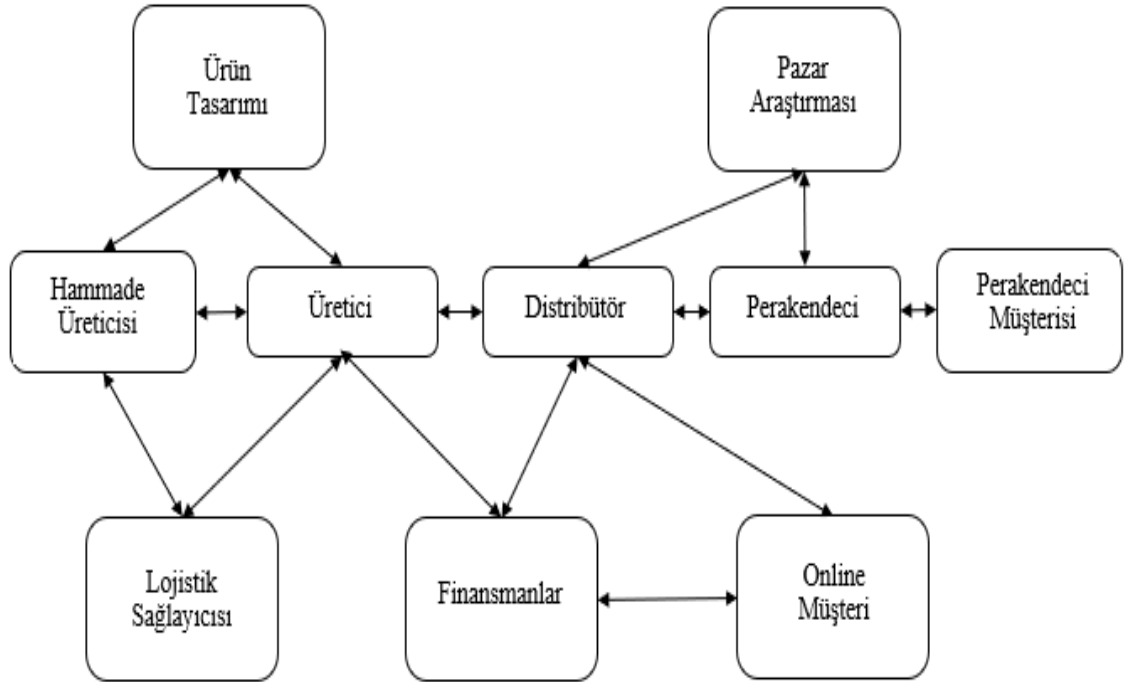 Ürün
Tasarımı
Pazar
Araştırması
Hammade
Üreticisi
Üretici
Distribütör
Perakendeci
Perakendeci
Müşterisi
Lojistik
Sağlayıcısı
Finansmanlar
Online
Müşteri